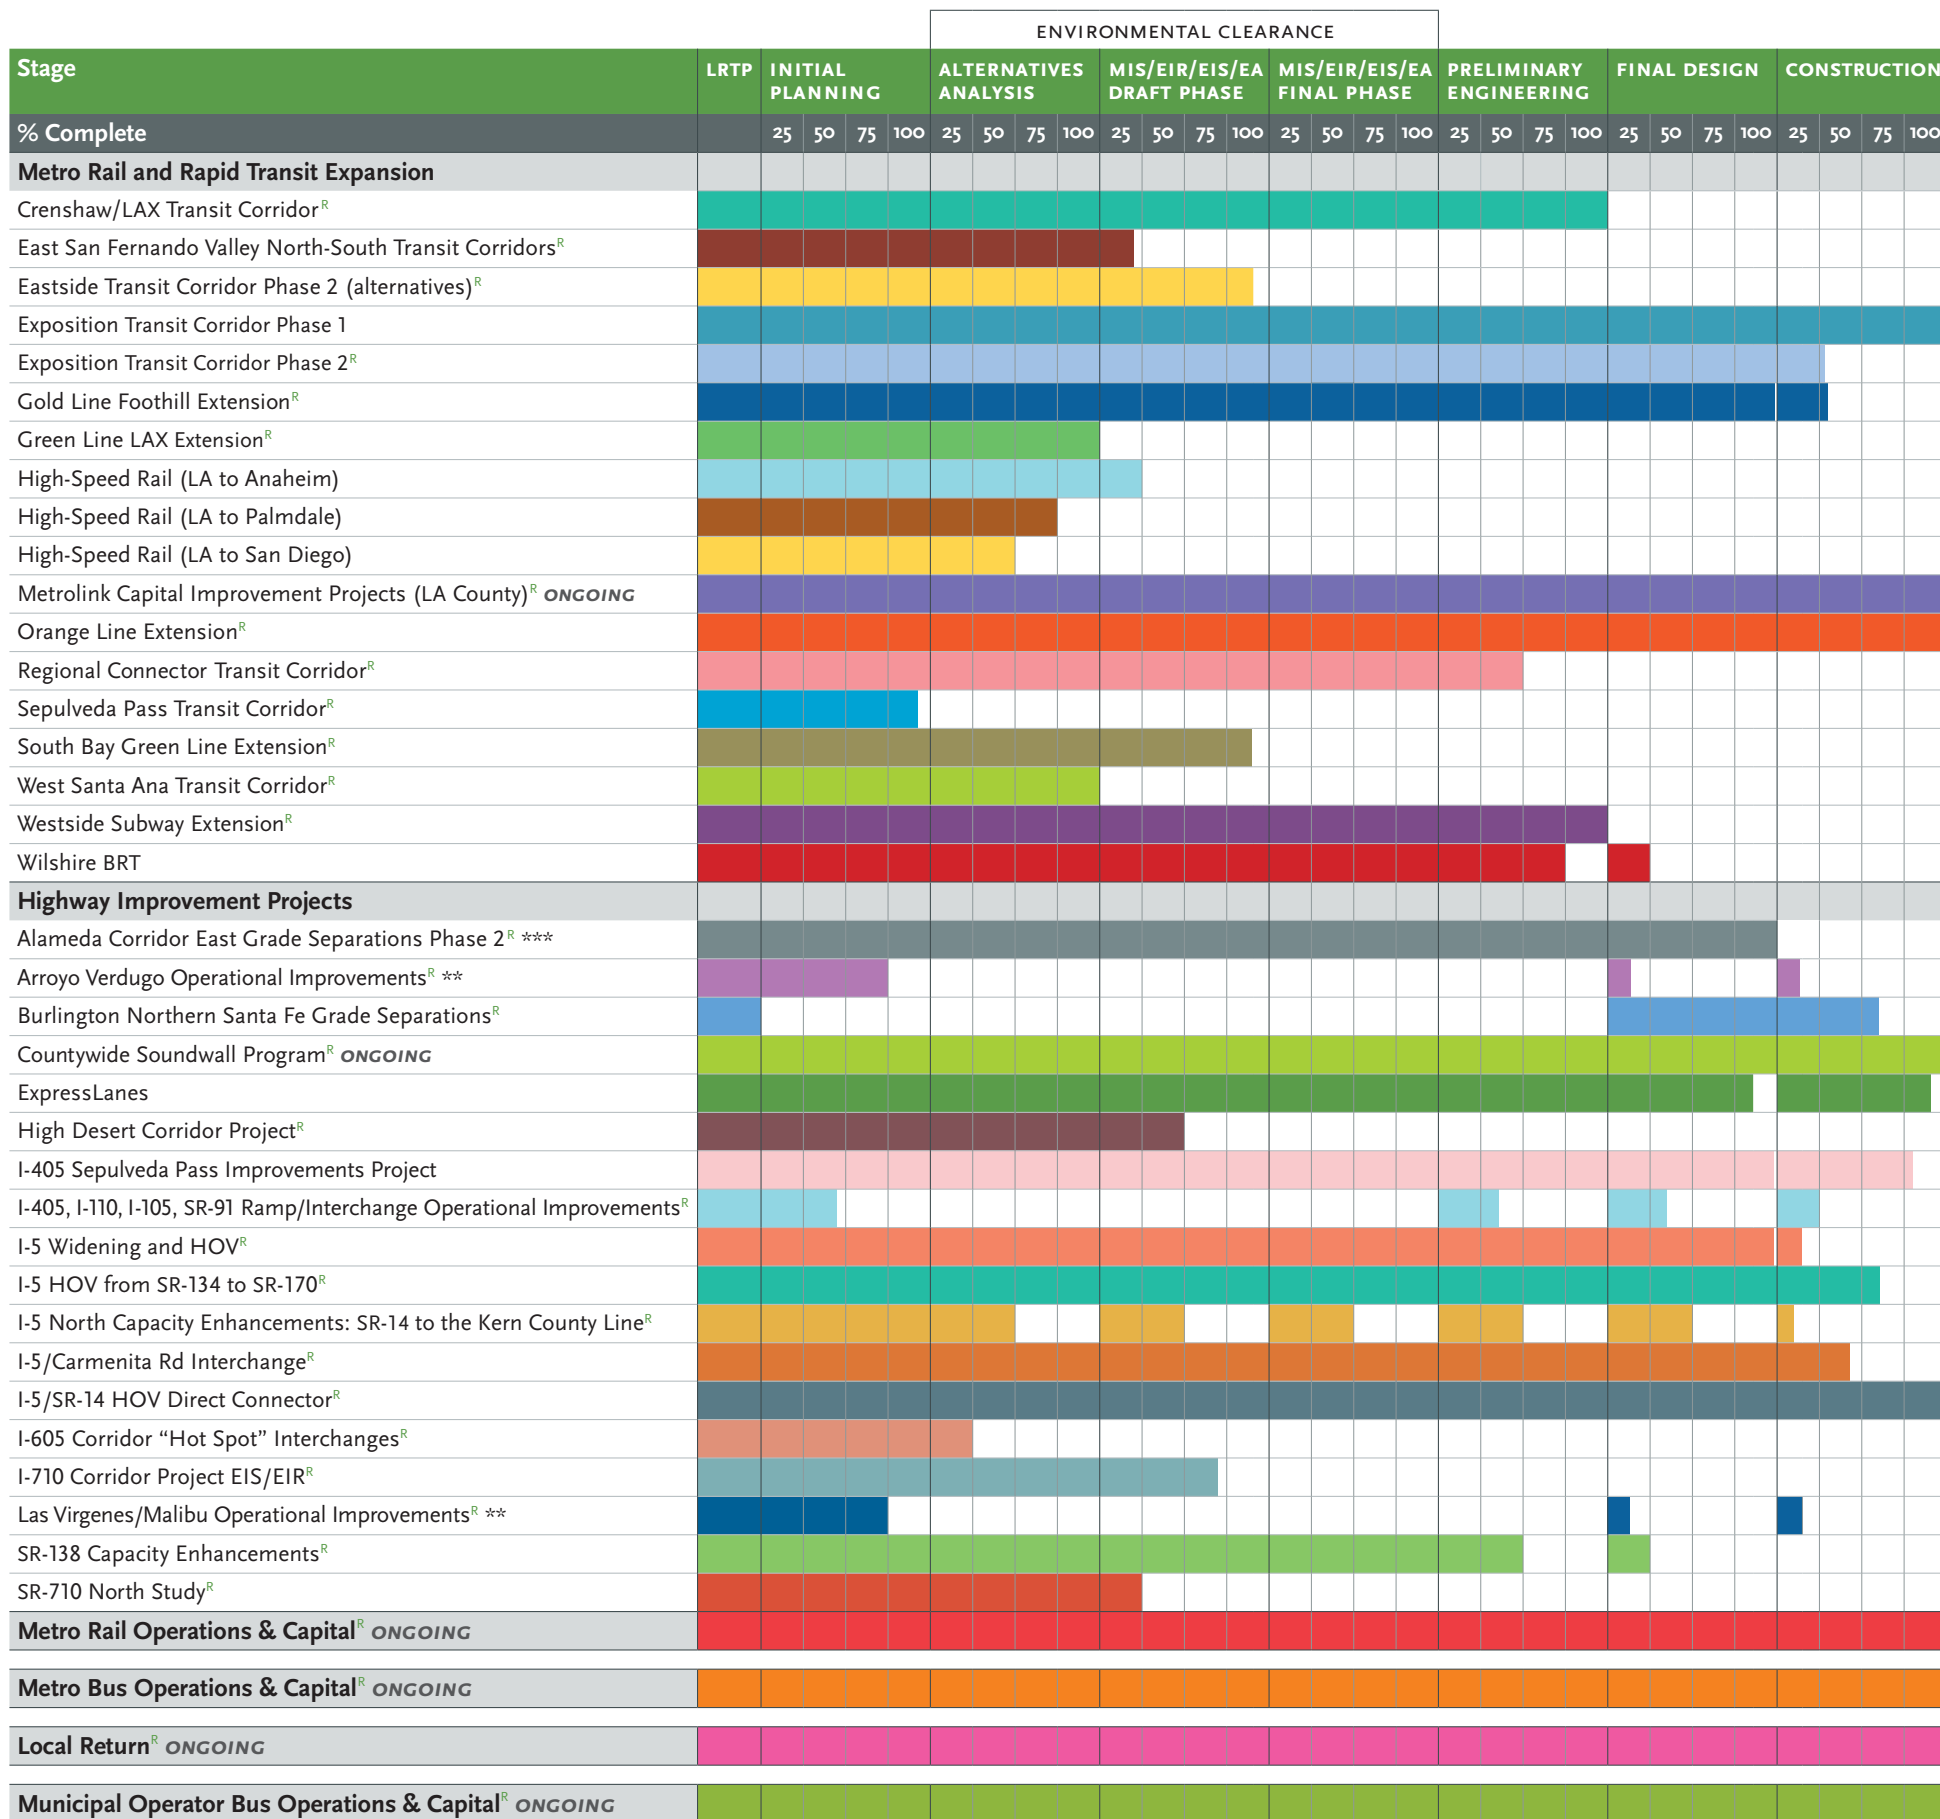 ENVIRONMENTAL CLEARANCE
Stage LRTP INITIAL PLANNING ALTERNATIVES ANALYSIS MIS/EIR/EIS/EA DRAFT PHASE MIS/EIR/EIS/EA FINAL PHASE PRELIMINARY ENGINEERING FINAL DESIGN CONSTRUCTION
% Complete 25 50 75 100 25 50 75 100 25 50 75 100 25 50 75 100 25 50 75 100 25 50 75 100 25 50 75 100
Metro Rail and Rapid Transit Expansion
Crenshaw/LAX Transit Corridor R
East San Fernando Valley North-South Transit Corridors R
Eastside Transit Corridor Phase 2 (alternatives) R
Exposition Transit Corridor Phase 1
Exposition Transit Corridor Phase 2 R
Gold Line Foothill Extension R
Green Line LAX Extension R
High-Speed Rail (LA to Anaheim)
High-Speed Rail (LA to Palmdale)
High-Speed Rail (LA to San Diego)
Metrolink Capital Improvement Projects (LA County) R ONGOING
Orange Line Extension R
Regional Connector Transit Corridor R
Sepulveda Pass Transit Corridor R
South Bay Green Line Extension R
West Santa Ana Transit Corridor R
Westside Subway Extension R
Wilshire BRT
Highway Improvement Projects
Alameda Corridor East Grade Separations Phase 2 R ***
Arroyo Verdugo Operational Improvements R **
Burlington Northern Santa Fe Grade Separations R
Countywide Soundwall Program R ONGOING
ExpressLanes
High Desert Corridor Project R
I-405 Sepulveda Pass Improvements Project
I-405, I-110, I-105, SR-91 Ramp/Interchange Operational Improvements R
I-5 Widening and HOV R
I-5 HOV from SR-134 to SR-170 R
I-5 North Capacity Enhancements: SR-14 to the Kern County Line R
I-5/Carmenita Rd Interchange R
I-5/SR-14 HOV Direct Connector R
I-605 Corridor “Hot Spot” Interchanges R
I-710 Corridor Project EIS/EIR R
Las Virgenes/Malibu Operational Improvements R **
SR-138 Capacity Enhancements R
SR-710 North Study R
Metro Rail Operations & Capital R ONGOING
Metro Bus Operations & Capital R ONGOING
Local Return R ONGOING
Municipal Operator Bus Operations & Capital R ONGOING